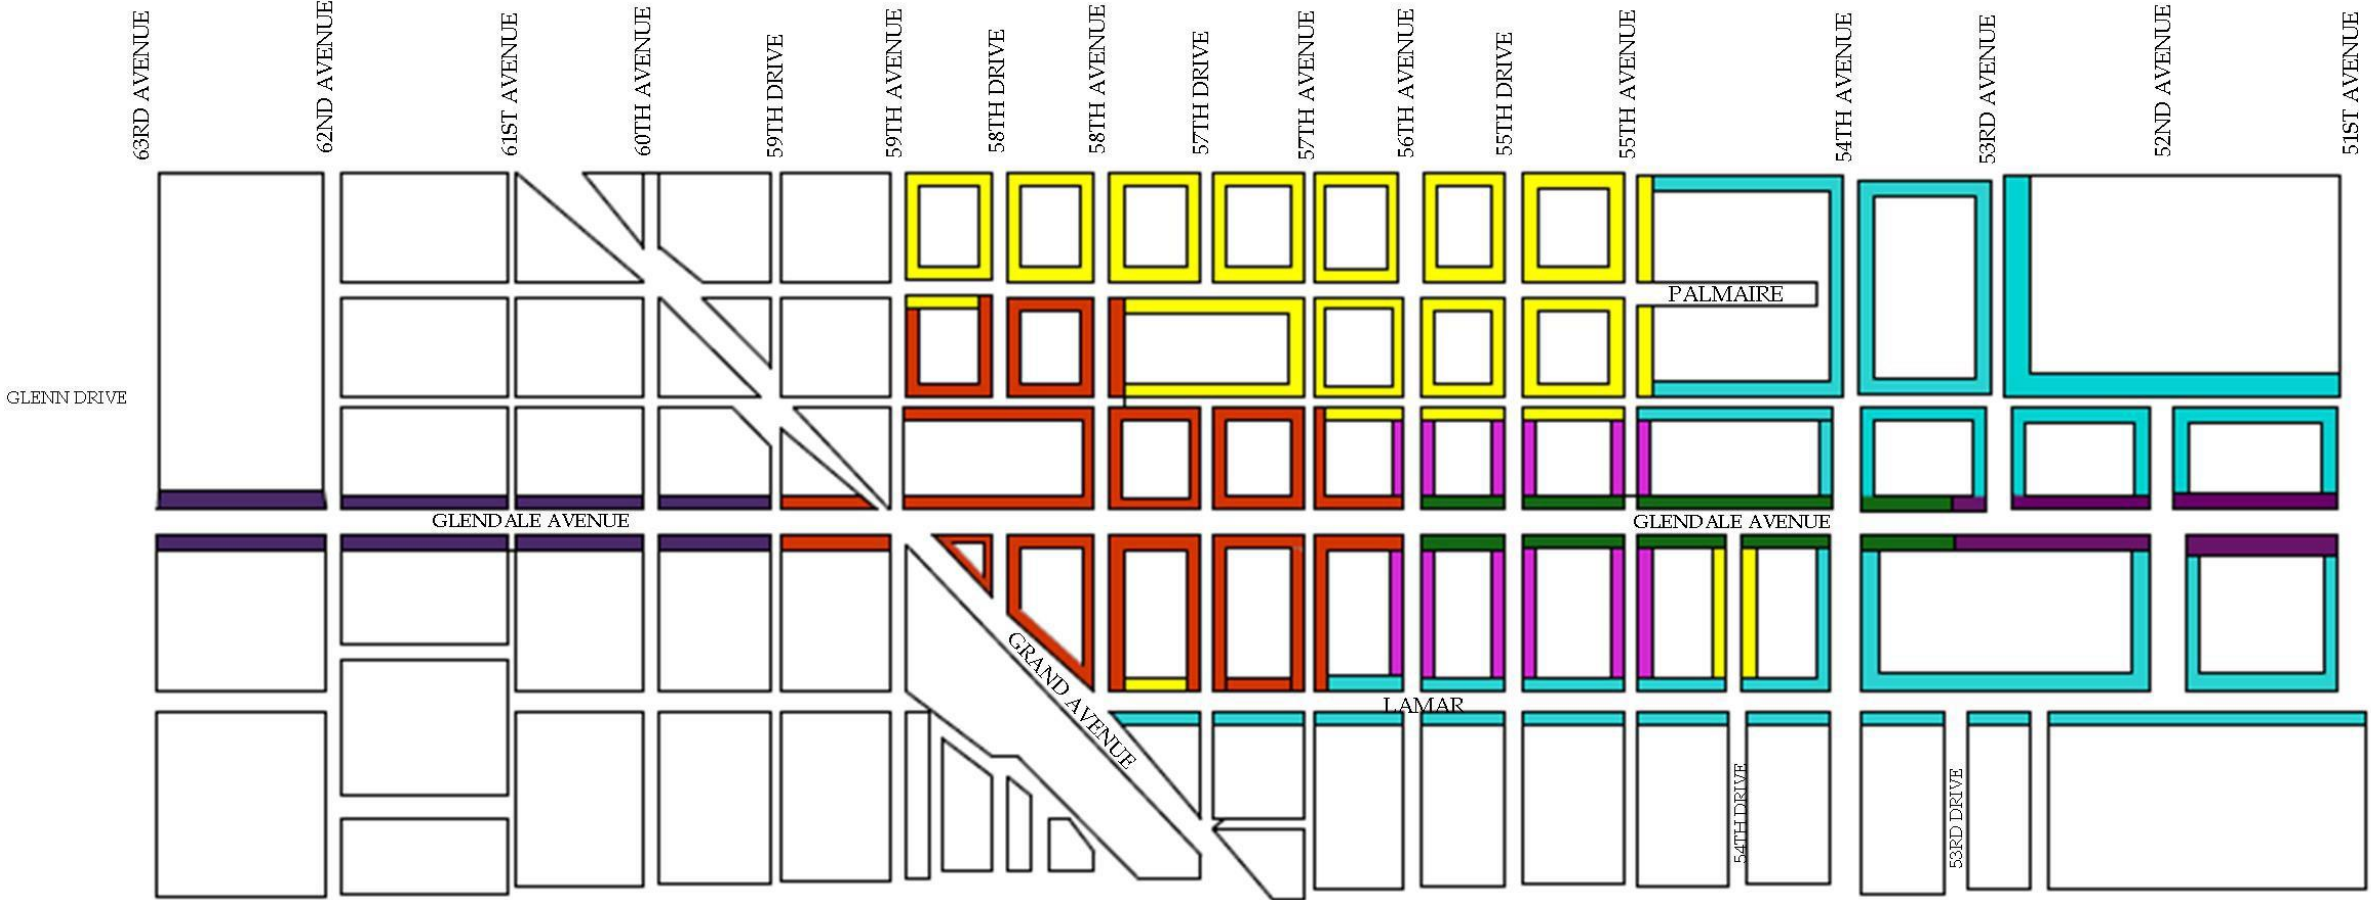 63RD AVENUE
62ND AVENUE
61ST AVENUE
60TH AVENUE
59TH DRIVE
59TH AVENUE
58TH DRIVE
58TH AVENUE
57TH DRIVE
57TH AVENUE
56TH AVENUE
55TH DRIVE
55TH AVENUE
54TH AVENUE
53RD AVENUE
52ND AVENUE
51ST AVENUE
PALMAIRE
GLENN DRIVE
GLENDALE AVENUE
GLENDALE AVENUE
GRAND AVENUE
LAMAR
54TH DRIVE
53RD DRIVE